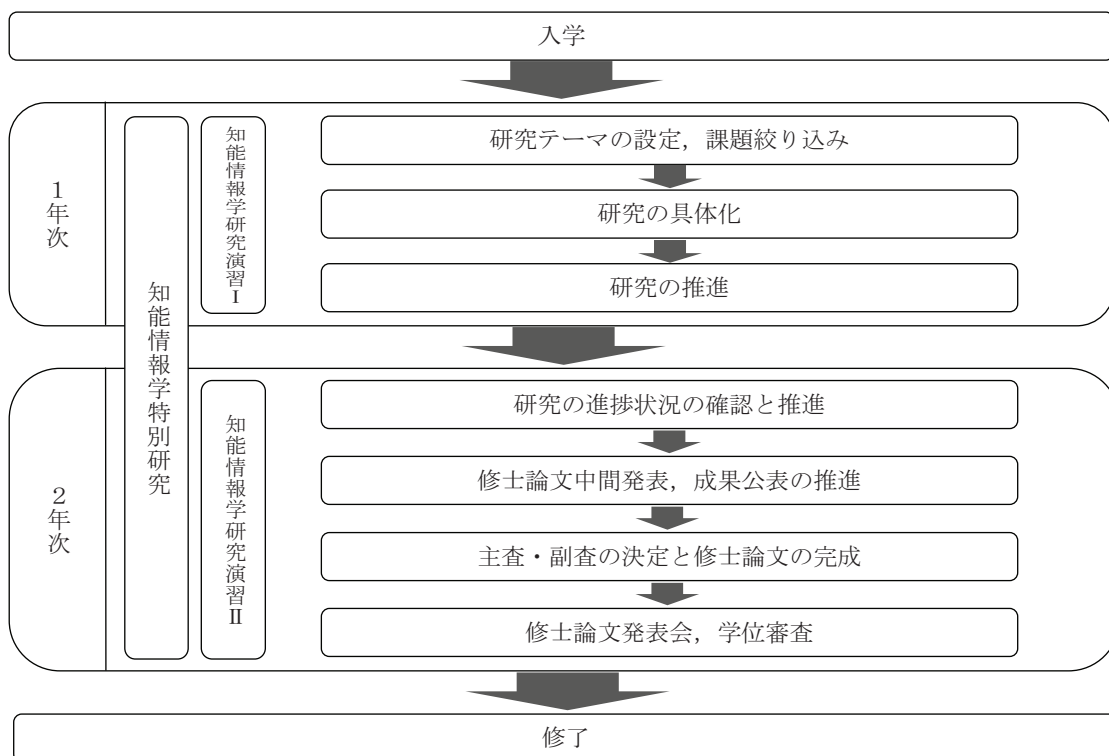 入学
1年次
知能情報学特別研究
知能情報学研究演習Ⅰ
研究テーマの設定，課題絞り込み
研究の具体化
研究の推進
2年次
知能情報学研究演習Ⅱ
研究の進捗状況の確認と推進
修士論文中間発表，成果公表の推進
主査・副査の決定と修士論文の完成
修士論文発表会，学位審査
修了